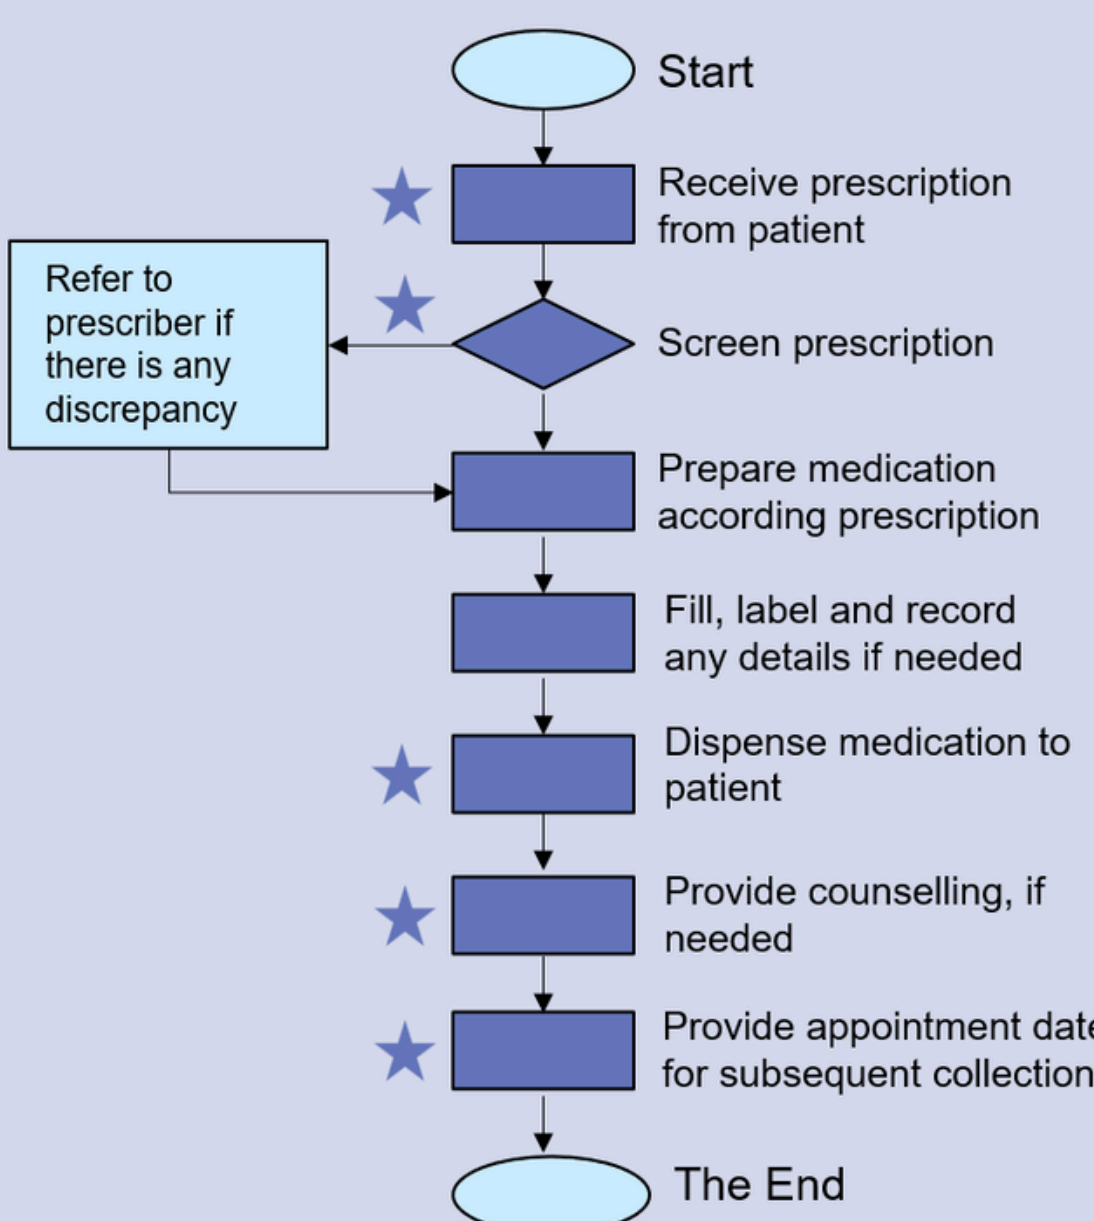 Start
Receive prescription
from patient
Refer to
prescriber if
there is any
discrepancy
Screen prescription
Prepare medication
according prescription
Fill, label and record
any details if needed
Dispense medication to
patient
Provide counselling, if
needed
Provide appointment date
for subsequent collection
The End